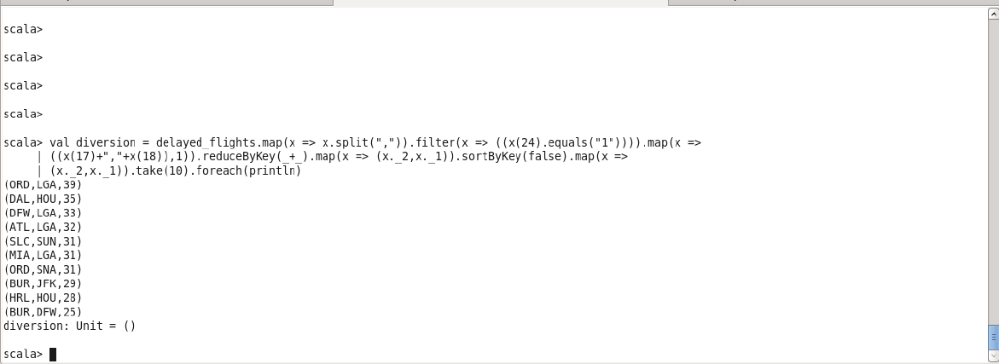 scala>
scala>
scala>
scala>
scala> val diversion = delayed_flights.map(x => x.split(",")).filter(x => ((x(24).equals("1")))).map(x =>
| ((x(17)+","+x(18)),1)).reduceByKey(_+_).map(x => (x._2,x._1)).sortByKey(false).map(x =>
| (x._2,x._1)).take(10).foreach(println)
(ORD,LGA,39)
(DAL,HOU,35)
(DFW,LGA,33)
(ATL,LGA,32)
(SLC,SUN,31)
(MIA,LGA,31)
(ORD,SNA,31)
(BUR,JFK,29)
(HRL,HOU,28)
(BUR,DFW,25)
diversion: Unit = ()
scala>